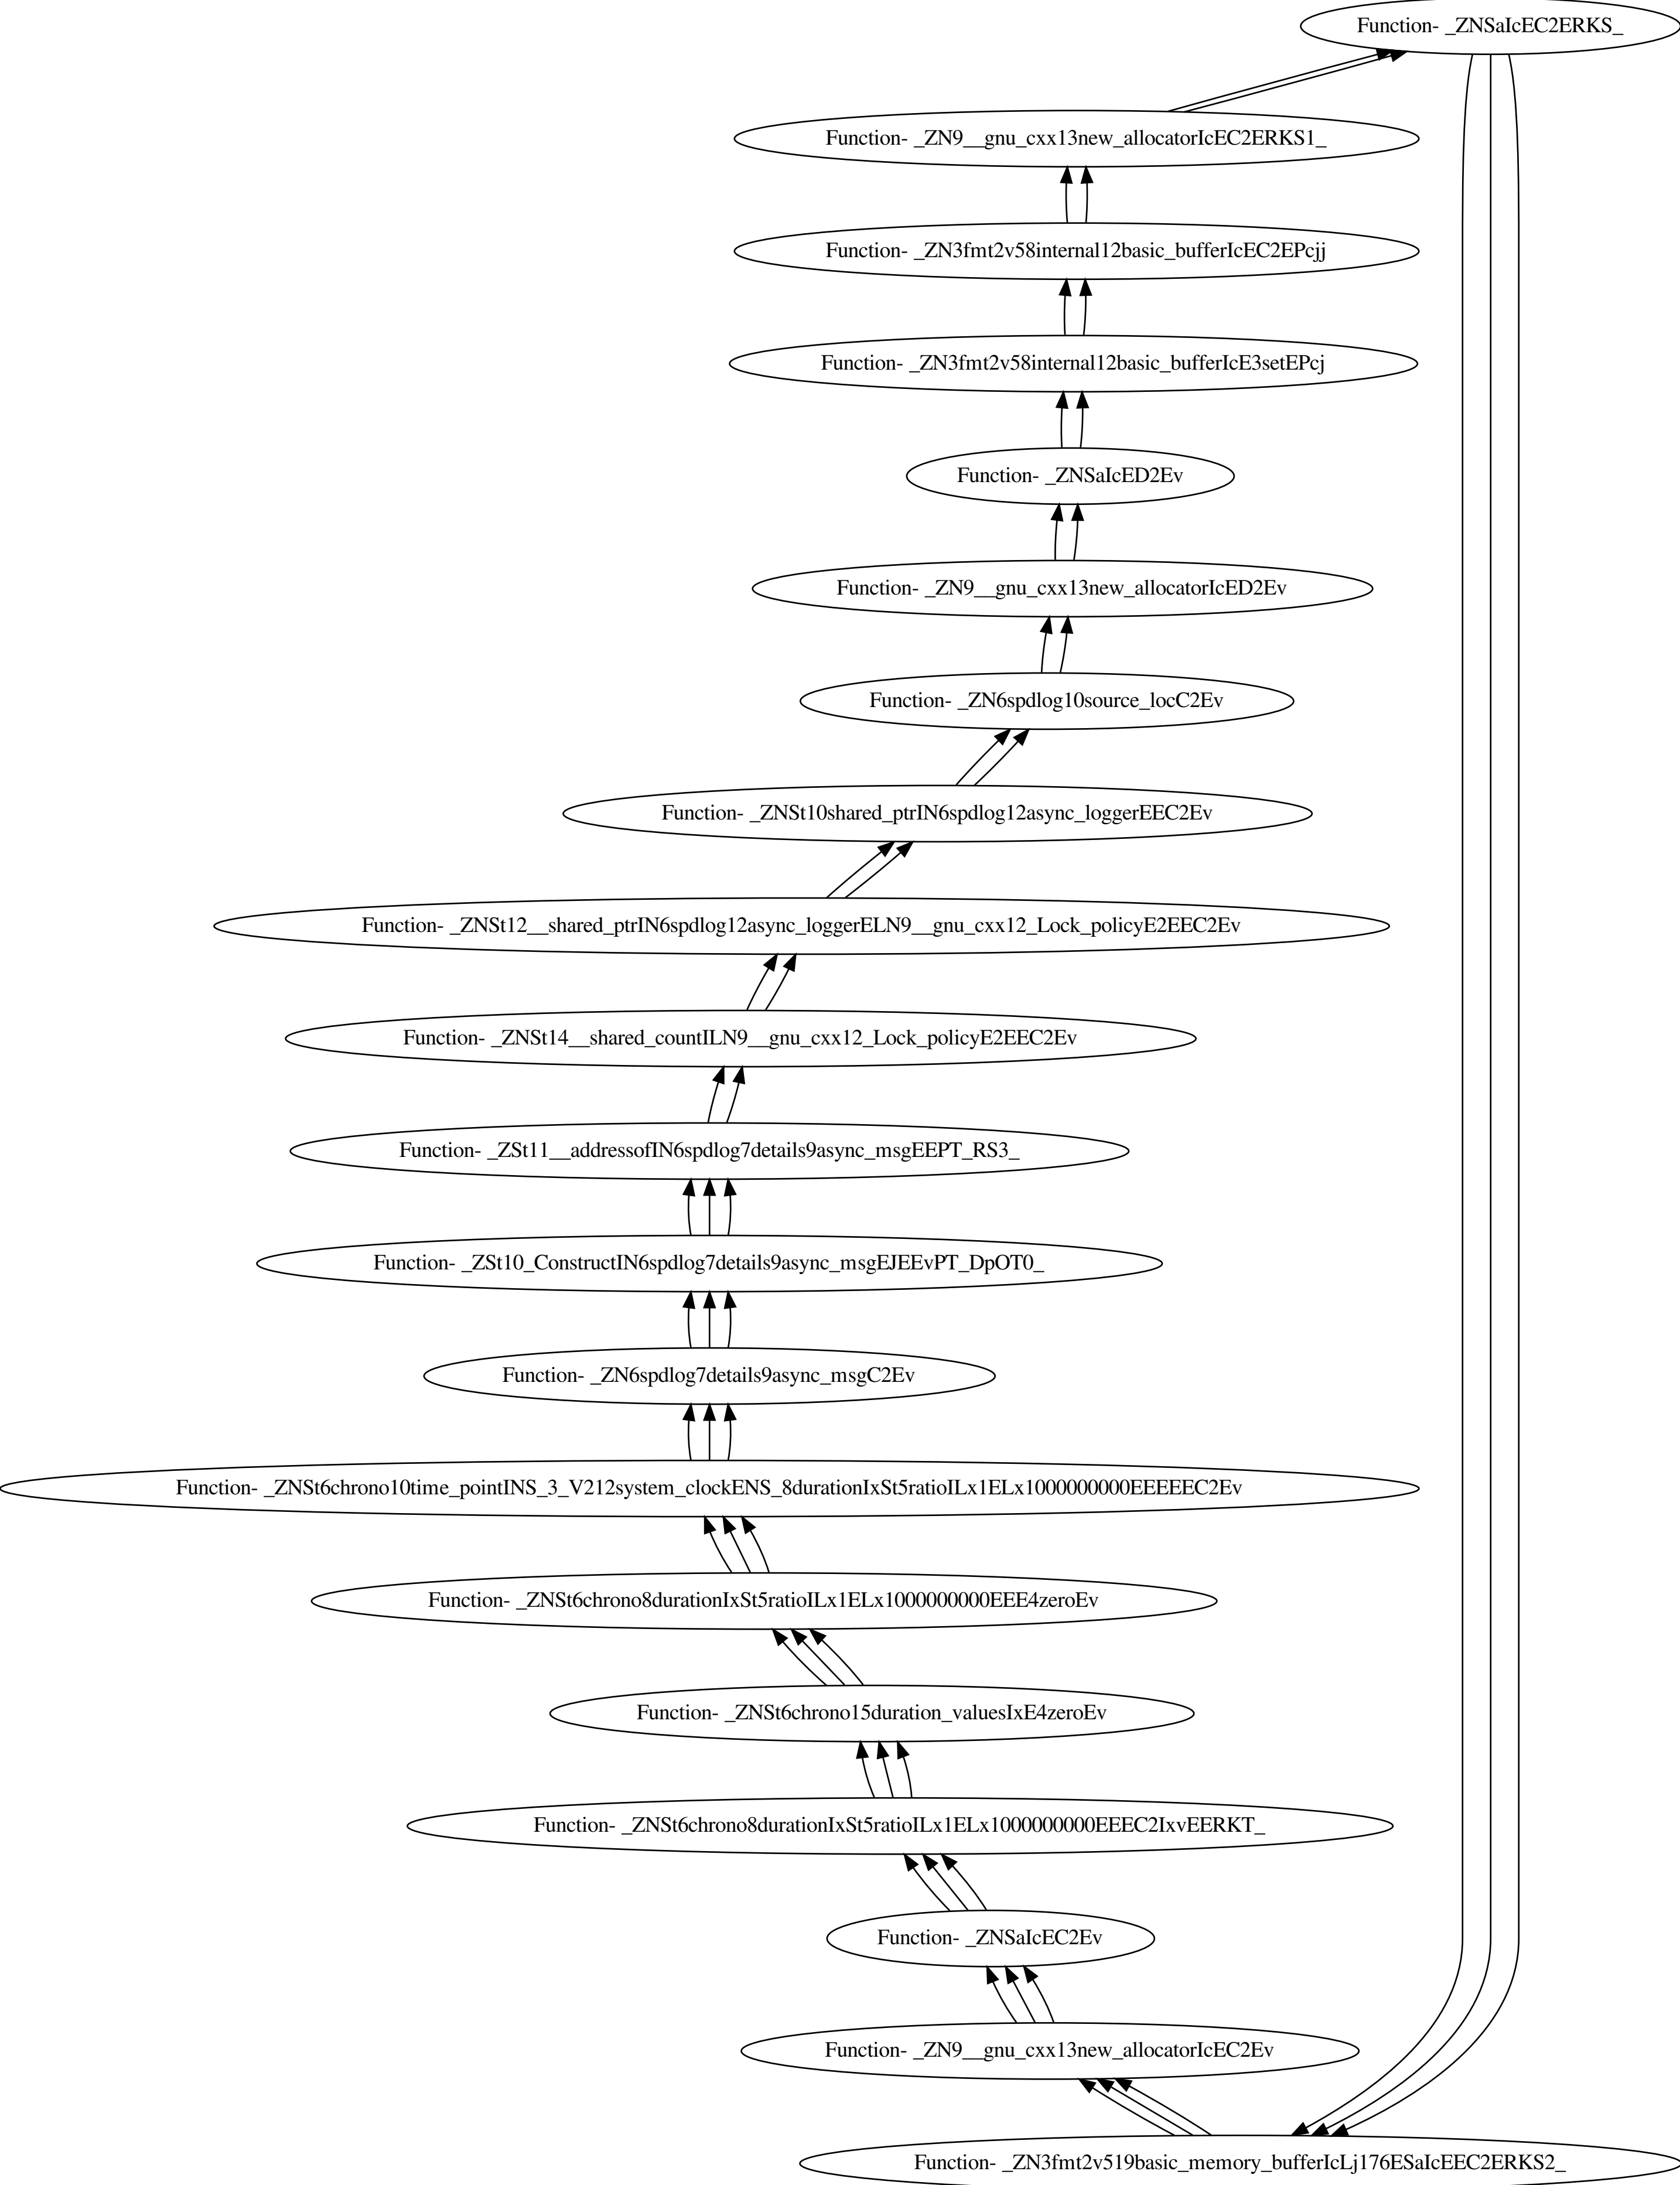 Function- _ZNSaIcEC2ERKS_
Function- _ZN9__gnu_cxx13new_allocatorIcEC2ERKS1_
Function- _ZN3fmt2v58internal12basic_bufferIcEC2EPcjj
Function- _ZN3fmt2v58internal12basic_bufferIcE3setEPcj
Function- _ZNSaIcED2Ev
Function- _ZN9__gnu_cxx13new_allocatorIcED2Ev
Function- _ZN6spdlog10source_locC2Ev
Function- _ZNSt10shared_ptrIN6spdlog12async_loggerEEC2Ev
Function- _ZNSt12__shared_ptrIN6spdlog12async_loggerELN9__gnu_cxx12_Lock_policyE2EEC2Ev
Function- _ZNSt14__shared_countILN9__gnu_cxx12_Lock_policyE2EEC2Ev
Function- _ZSt11__addressofIN6spdlog7details9async_msgEEPT_RS3_
Function- _ZSt10_ConstructIN6spdlog7details9async_msgEJEEvPT_DpOT0_
Function- _ZN6spdlog7details9async_msgC2Ev
Function- _ZNSt6chrono10time_pointINS_3_V212system_clockENS_8durationIxSt5ratioILx1ELx1000000000EEEEEC2Ev
Function- _ZNSt6chrono8durationIxSt5ratioILx1ELx1000000000EEE4zeroEv
Function- _ZNSt6chrono15duration_valuesIxE4zeroEv
Function- _ZNSt6chrono8durationIxSt5ratioILx1ELx1000000000EEEC2IxvEERKT_
Function- _ZNSaIcEC2Ev
Function- _ZN9__gnu_cxx13new_allocatorIcEC2Ev
Function- _ZN3fmt2v519basic_memory_bufferIcLj176ESaIcEEC2ERKS2_